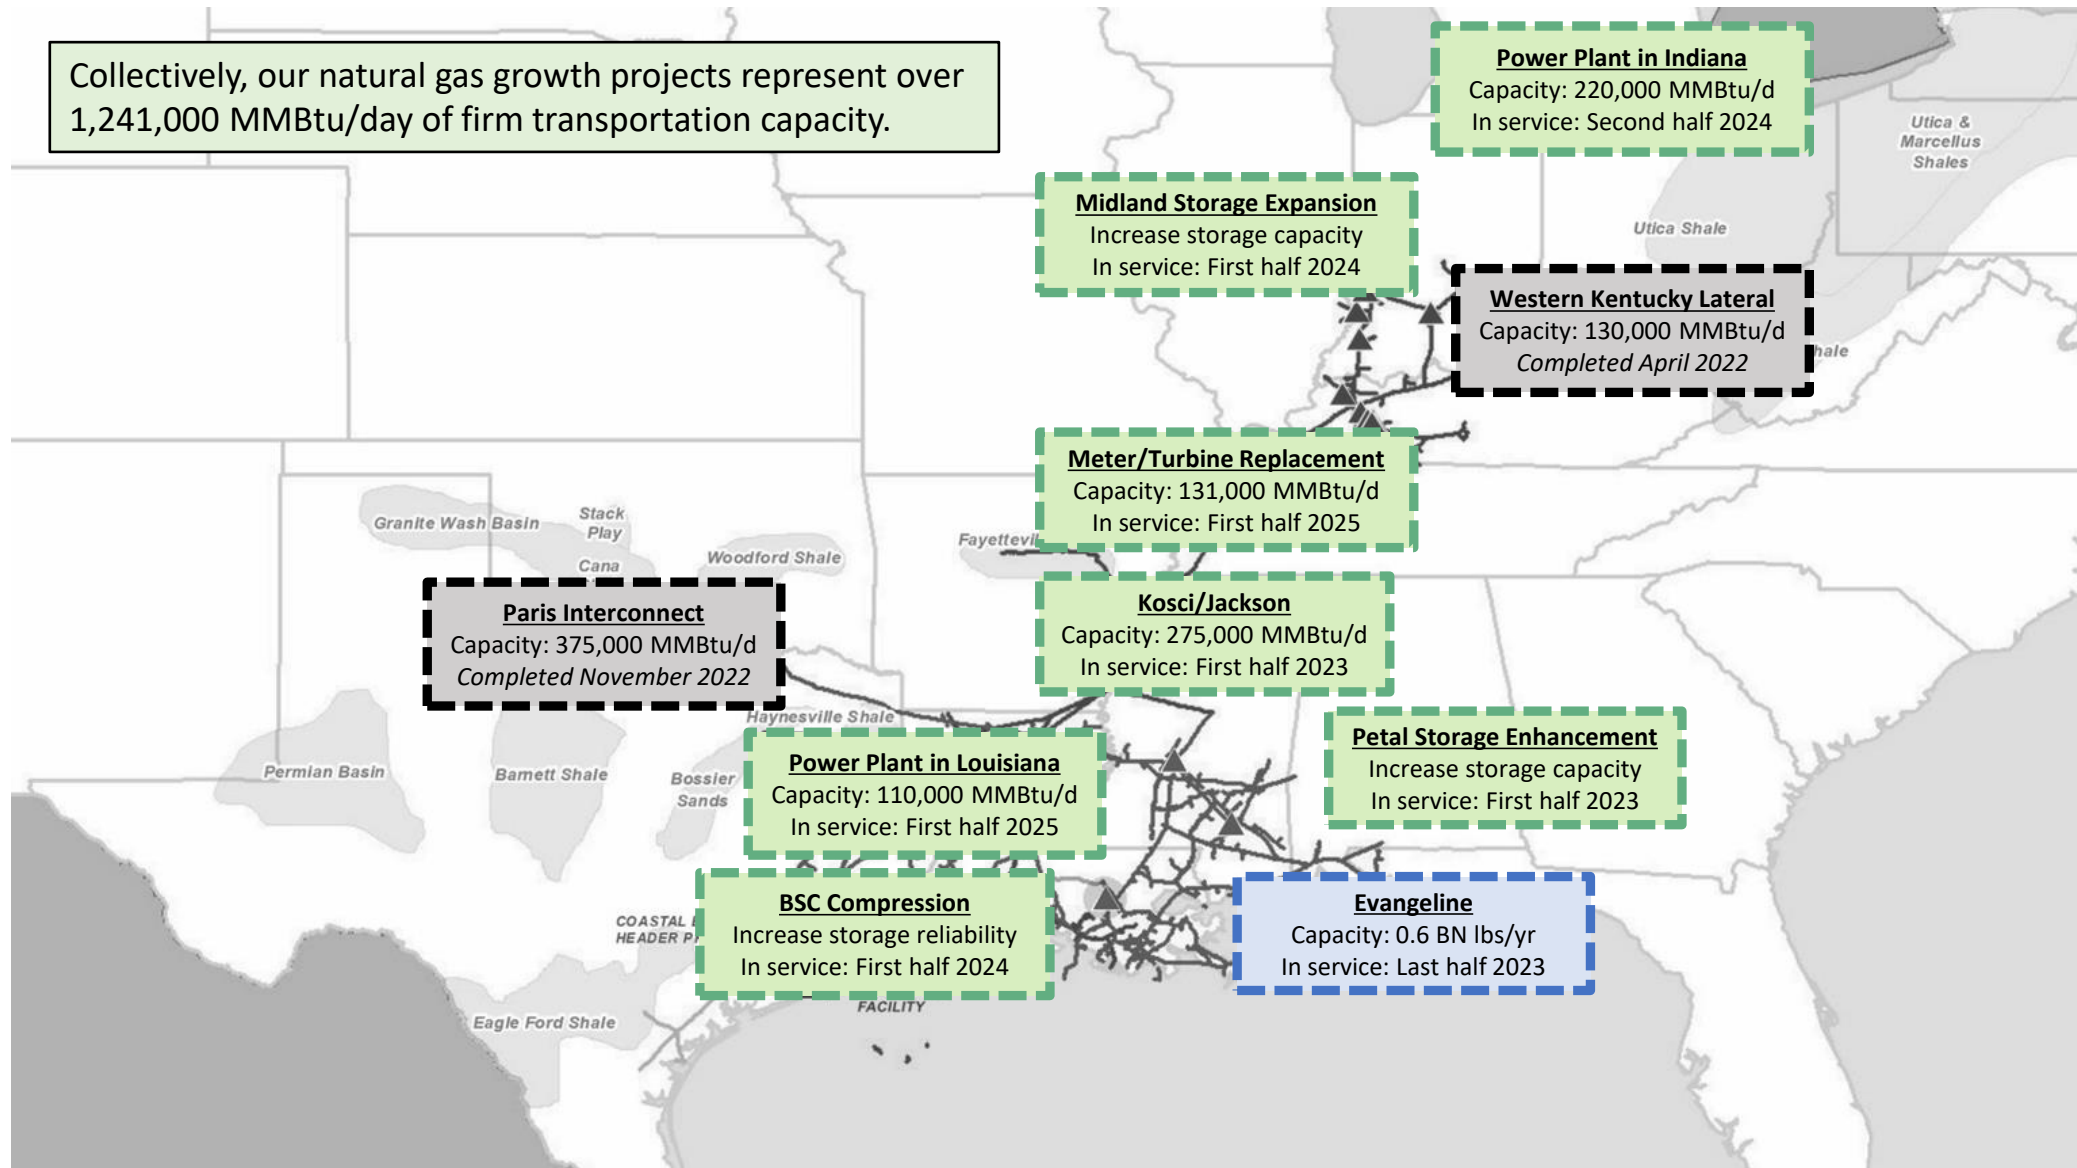 Collectively, our natural gas growth projects represent over
1,241,000 MMBtu/day of firm transportation capacity.
Power Plant in Indiana
Capacity: 220,000 MMBtu/d
In service: Second half 2024
Utica &
Marcellus
Shales
Midland Storage Expansion
Increase storage capacity
In service: First half 2024
Utica Shale
Western Kentucky Lateral
Capacity: 130,000 MMBtu/d
Completed April 2022
hale
Meter/Turbine Replacement
Capacity: 131,000 MMBtu/d
In service: First half 2025
Granite Wash Basin
Stack
Play
Cana
Woodford Shale
Fayettevil
Paris Interconnect
Capacity: 375,000 MMBtu/d
Completed November 2022
Kosci/Jackson
Capacity: 275,000 MMBtu/d
In service: First half 2023
Haynesville Shale
Permian Basin
Barnett Shale
Bossier
Sands
Power Plant in Louisiana
Capacity: 110,000 MMBtu/d
In service: First half 2025
Petal Storage Enhancement
Increase storage capacity
In service: First half 2023
COASTAL
HEADER P
BSC Compression
Increase storage reliability
In service: First half 2024
Evangeline
Capacity: 0.6 BN lbs/yr
In service: Last half 2023
FACILITY
Eagle Ford Shale